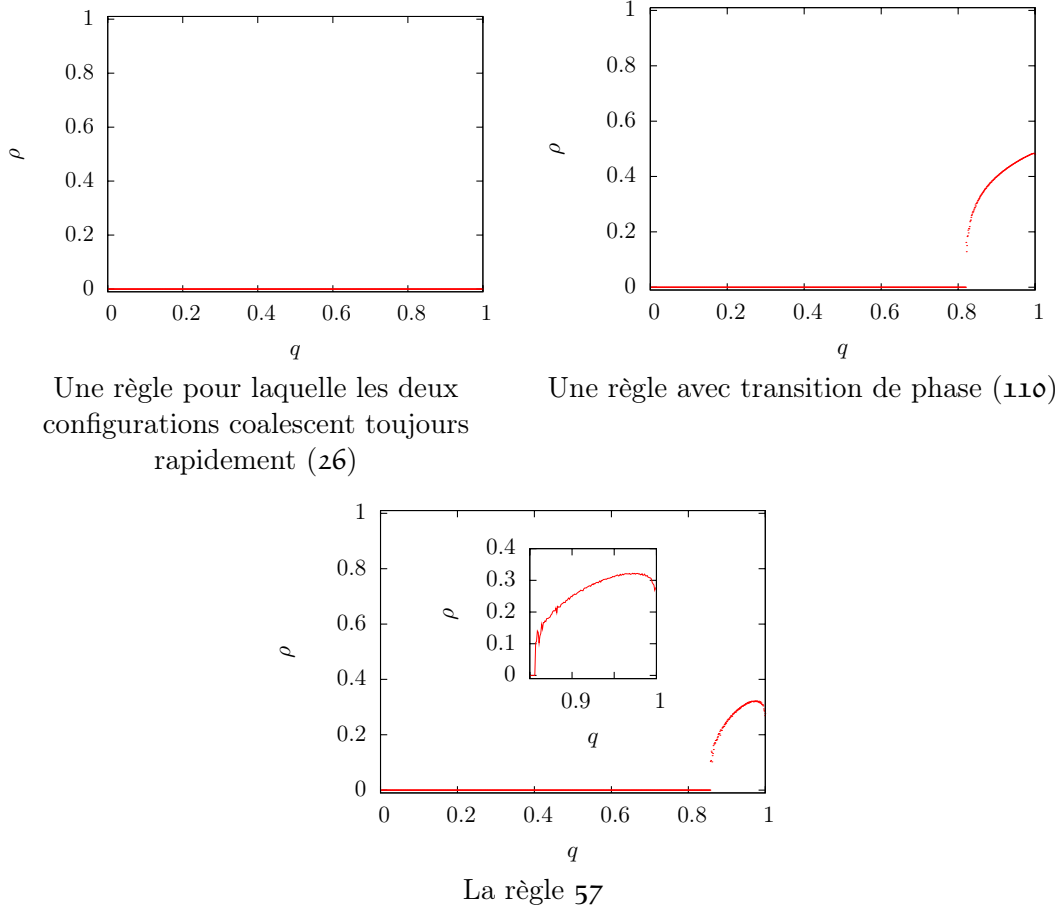 1
0.8
0.6
0.4
0.2
0
ρ
0 0.2 0.4 0.6 0.8 1
q
Une règle pour laquelle les deux
configurations coalescent toujours
rapidement (26)
1
0.8
0.6
0.4
0.2
0
ρ
0 0.2 0.4 0.6 0.8 1
q
Une règle avec transition de phase (110)
1
0.8
0.6
0.4
0.2
0
ρ
0 0.2 0.4 0.6 0.8 1
q
0.4
0.3
0.2
0.1
0
ρ
0.9 1
q
La règle 57